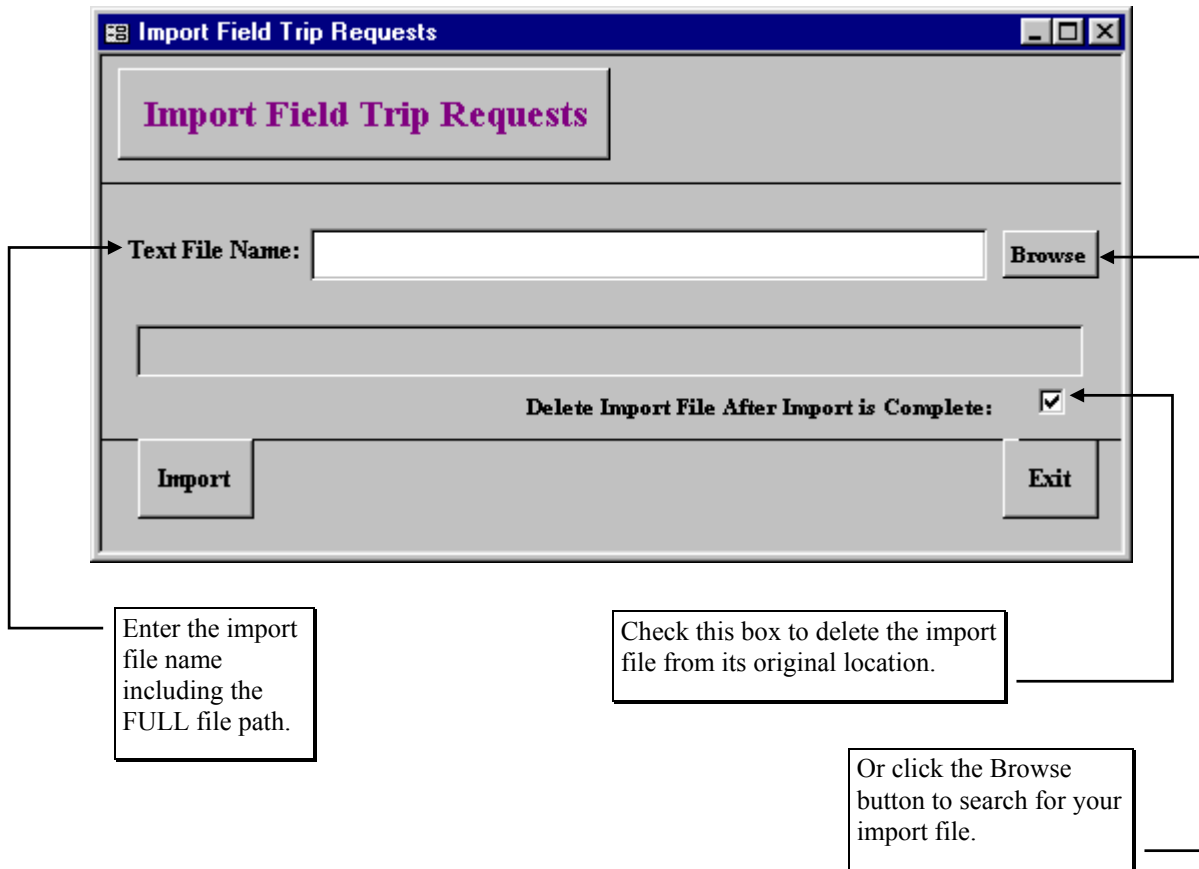 Import Field Trip Requests
Import Field Trip Requests
Text File Name:
Browse
Delete Import File After Import is Complete:
Import
Exit
Enter the import
file name
including the
FULL file path.
Check this box to delete the import
file from its original location.
Or click the Browse
button to search for your
import file.